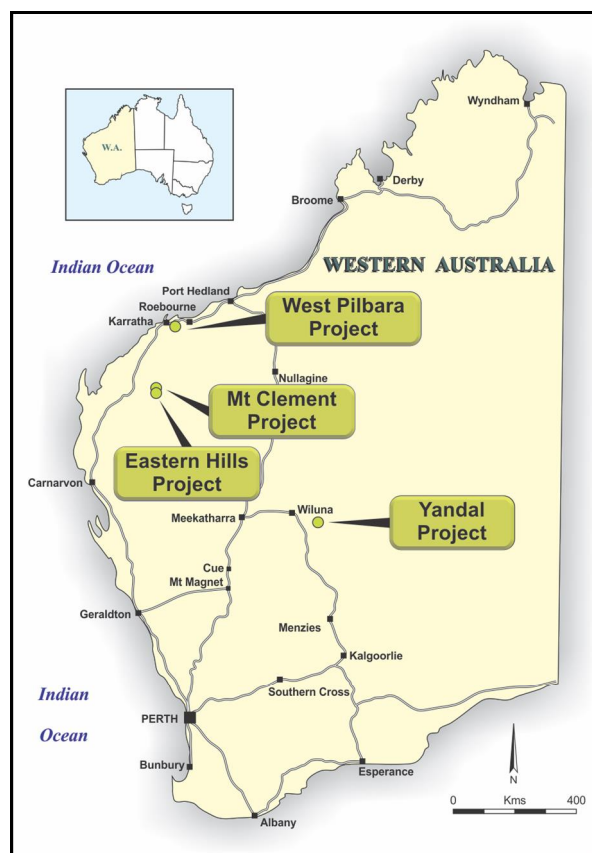 Wyndham
W.A.
Derby
Broome
Indian Ocean
WESTERN AUSTRALIA
Port Hedland
Roebourne
Karratha
West Pilbara
Project
Nullagine
Mt Clement
Project
Eastern Hills
Project
Carnarvon
Meekatharra
Wiluna
Yandal
Project
Cue
Mt Magnet
Geraldton
Menzies
Kalgoorlie
Southern Cross
Indian
Ocean
PERTH
Bunbury
Esperance
Albany
N
0 Kms 400